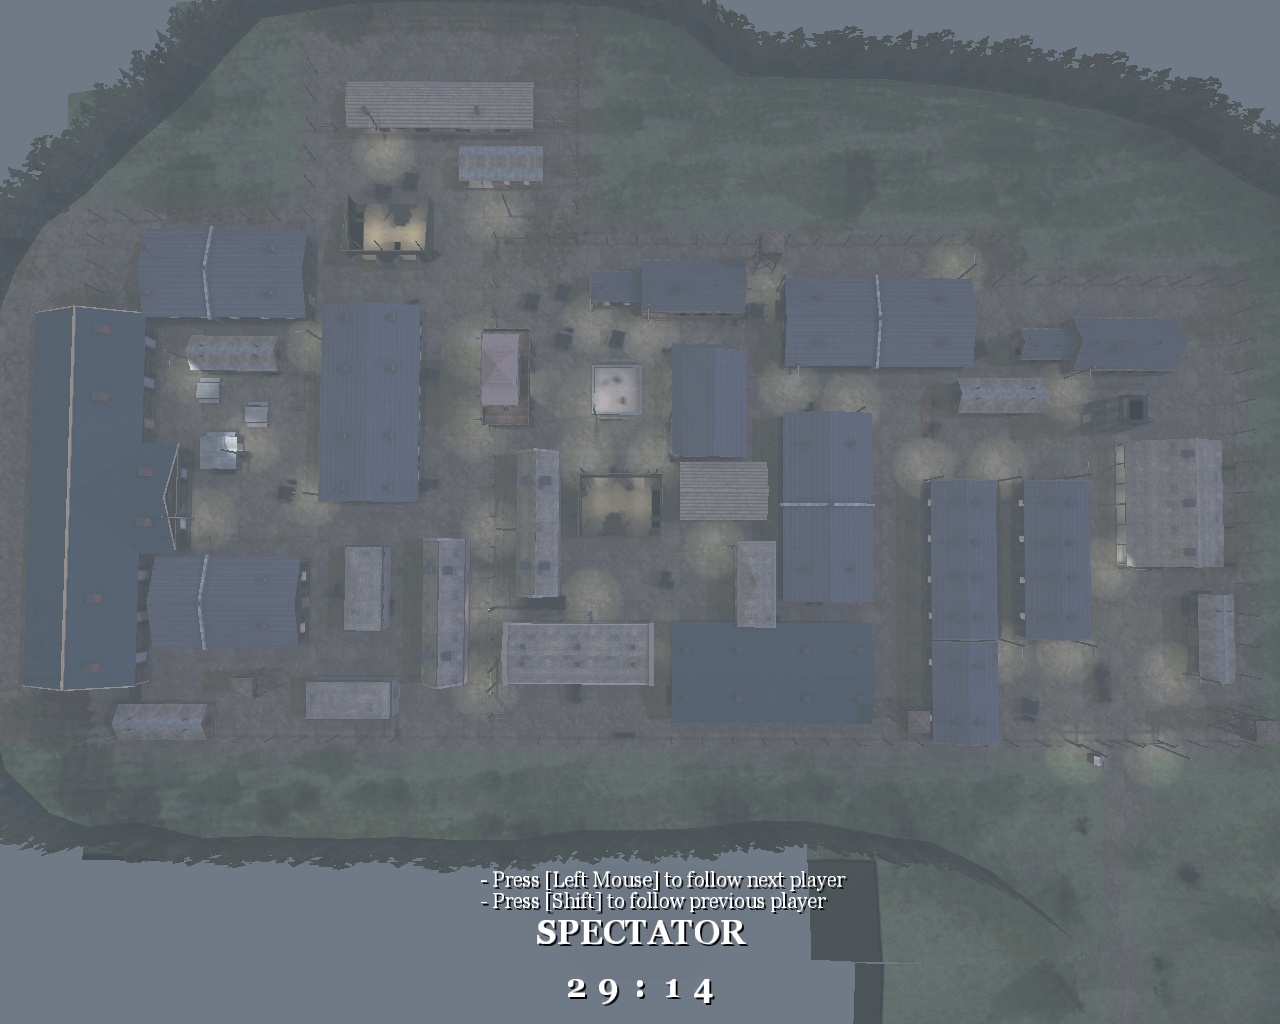 - Press [Left Mouse] to follow next player
- Press [Shift] to follow previous player
SPECTATOR
29:14